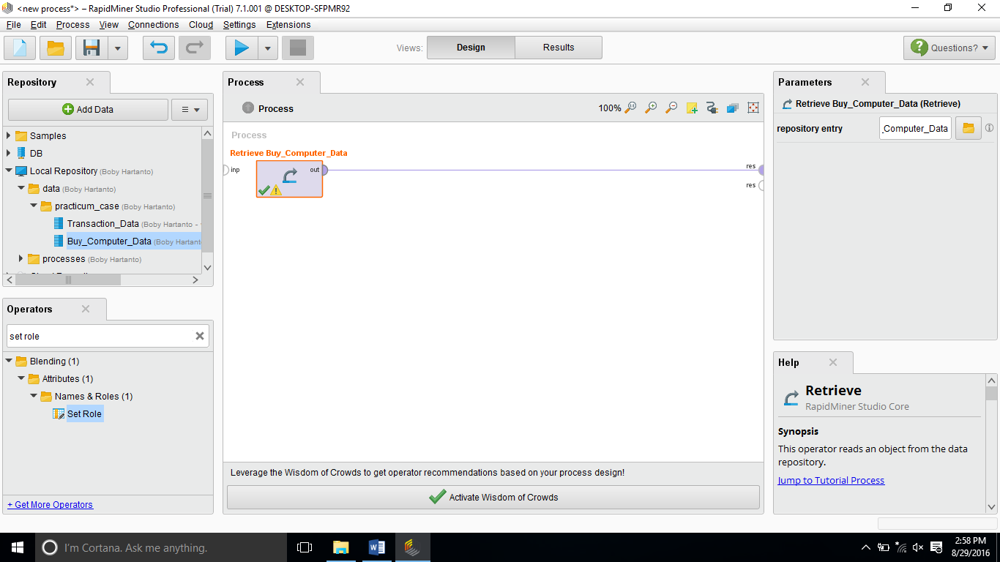 <new process*> – RapidMiner Studio Professional (Trial) 7.1.001 @ DESKTOP-SFPMR92
File Edit Process View Connections Cloud Settings Extensions
Views: Design Results
Questions?
Repository
Add Data
Samples
DB
Local Repository (Boby Hartanto)
data (Boby Hartanto)
practicum_case (Boby Hartanto)
Transaction_Data (Boby Hartanto -
Buy_Computer_Data (Boby Hartant
processes (Boby Hartanto)
Operators
set role
Blending (1)
Attributes (1)
Names & Roles (1)
Set Role
+ Get More Operators
Process
Process
100%
Process
Retrieve Buy_Computer_Data
inp
out
res
res
Leverage the Wisdom of Crowds to get operator recommendations based on your process design!
Activate Wisdom of Crowds
Parameters
Retrieve Buy_Computer_Data (Retrieve)
repository entry
_Computer_Data
Help
Retrieve
RapidMiner Studio Core
Synopsis
This operator reads an object from the data
repository.
Jump to Tutorial Process
I'm Cortana. Ask me anything.
2:58 PM
8/29/2016